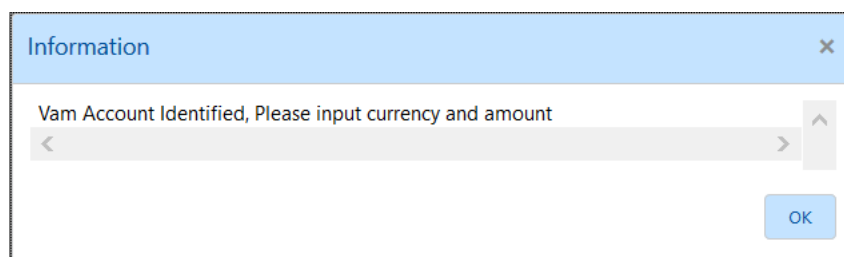 Information
Vam Account Identified, Please input currency and amount
OK